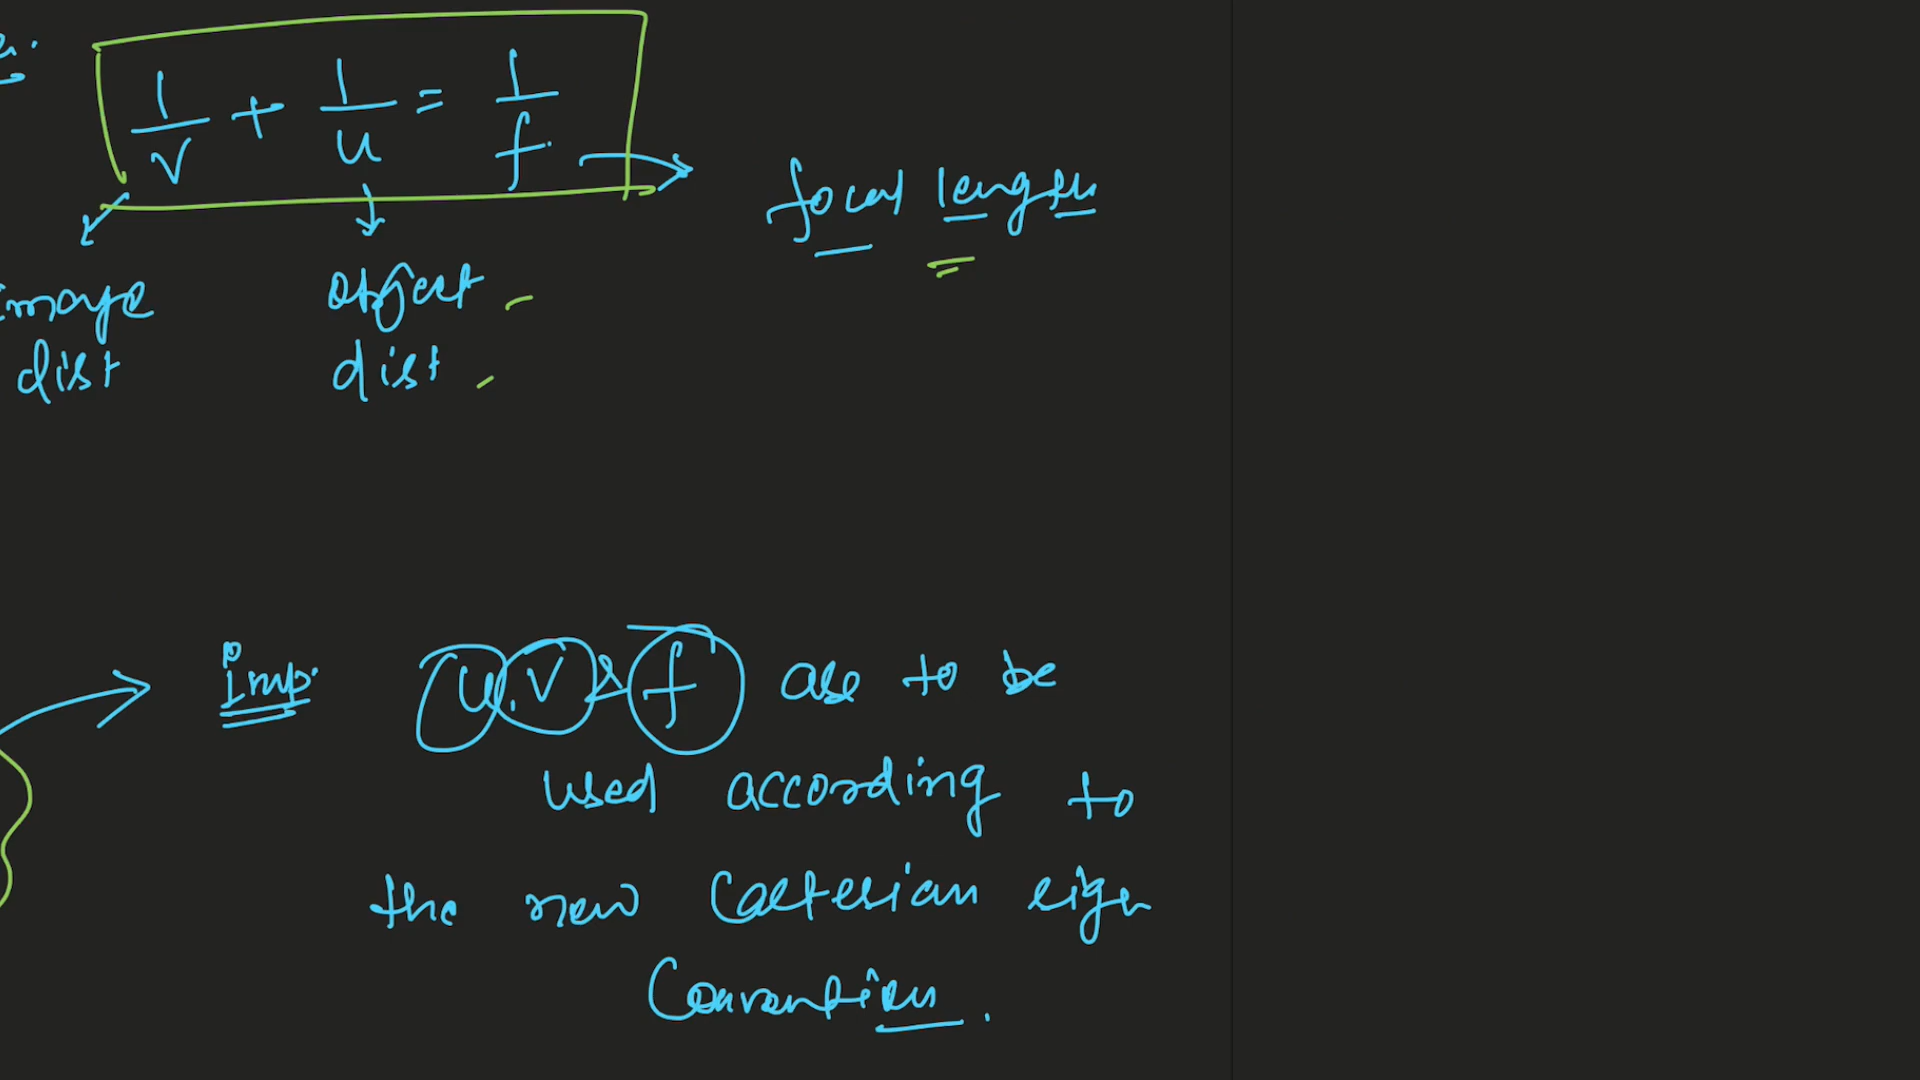 1/v + 1/u = 1/f
focal length
image object
dist dist
Imp. u, v & f are to be
used according to
the new Cartesian sign
Convention.